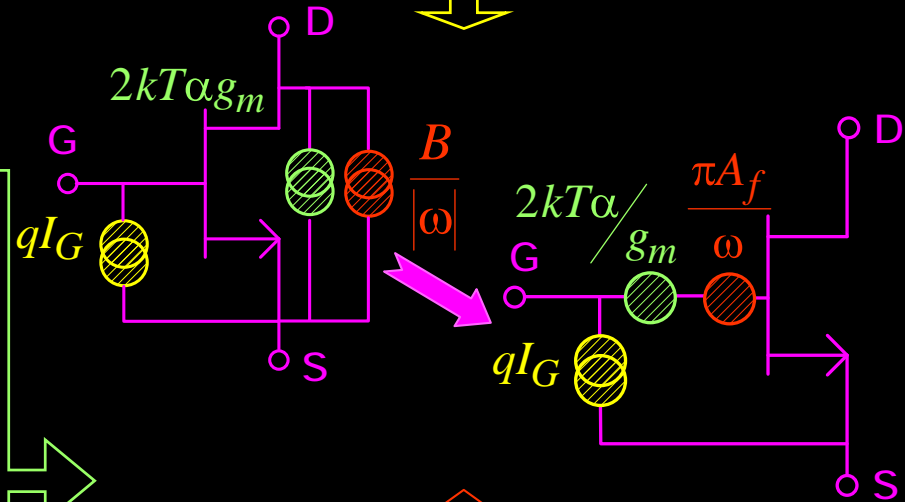 D
2kTαg_m
G
B
|ω|
qI_G
S
D
2kTα/g_m
πA_f
ω
G
qI_G
S